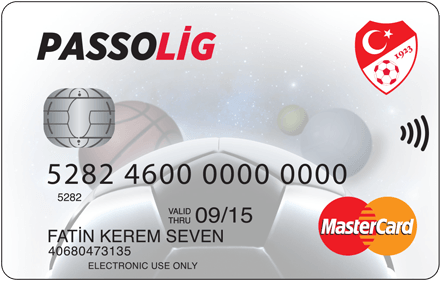 PASSOLİG
1923
5282 4600 0000 0000
5282
VALID THRU 09/15
FATİN KEREM SEVEN
40680473135
MasterCard
ELECTRONIC USE ONLY